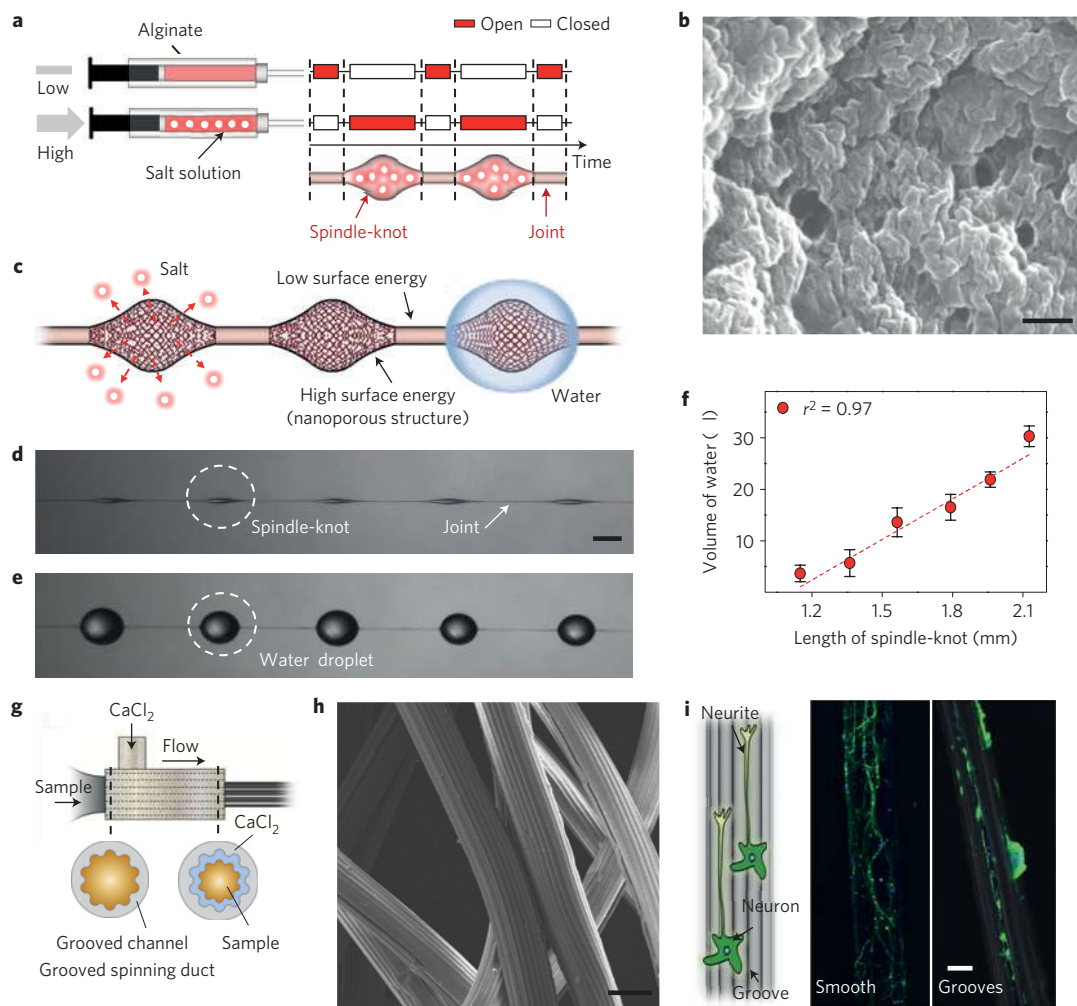 a
Alginate
Open
Closed
Low
High
Salt solution
Time
Spindle-knot
Joint
b
c
Salt
Low surface energy
High surface energy
(nanoporous structure)
Water
d
Spindle-knot
Joint
e
Water droplet
f
r² = 0.97
Volume of water ( l)
30
20
10
1.2 1.5 1.8 2.1
Length of spindle-knot (mm)
g
CaCl₂
Flow
Sample
CaCl₂
Grooved channel
Sample
Grooved spinning duct
h
i
Neurite
Neuron
Groove
Smooth
Grooves